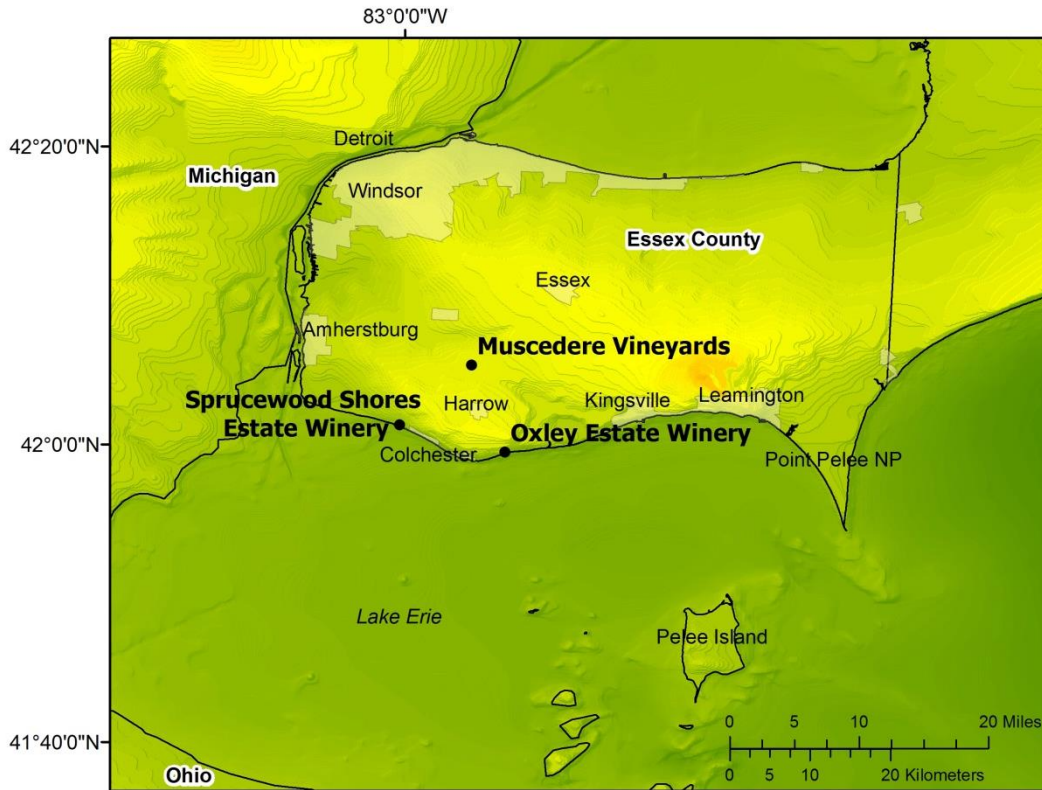 83°0'0"W
42°20'0"N
Detroit
Michigan
Windsor
Essex County
Essex
Amherstburg
Muscedere Vineyards
Sprucewood Shores
Estate Winery
Harrow
Kingsville
Leamington
42°0'0"N
Colchester
Oxley Estate Winery
Point Pelee NP
Lake Erie
Pelee Island
41°40'0"N
Ohio
0 5 10 20 Miles
0 5 10 20 Kilometers